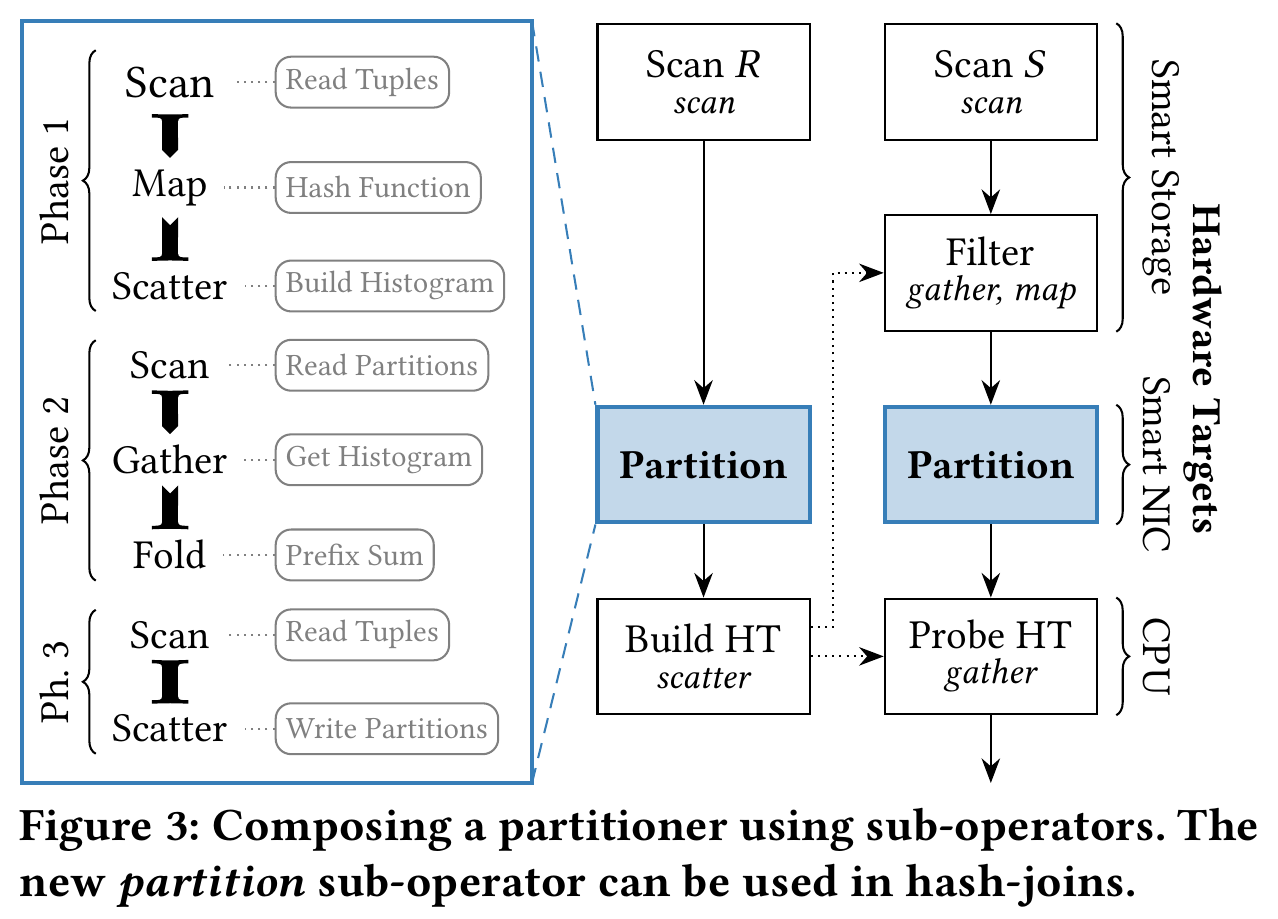 Phase 1
Scan
Read Tuples
Map
Hash Function
Scatter
Build Histogram
Phase 2
Scan
Read Partitions
Gather
Get Histogram
Fold
Prefix Sum
Ph. 3
Scan
Read Tuples
Scatter
Write Partitions
Scan R
scan
Partition
Build HT
scatter
Scan S
scan
Filter
gather, map
Partition
Probe HT
gather
Smart Storage
Smart NIC
CPU
Hardware Targets
Figure 3: Composing a partitioner using sub-operators. The
new partition sub-operator can be used in hash-joins.